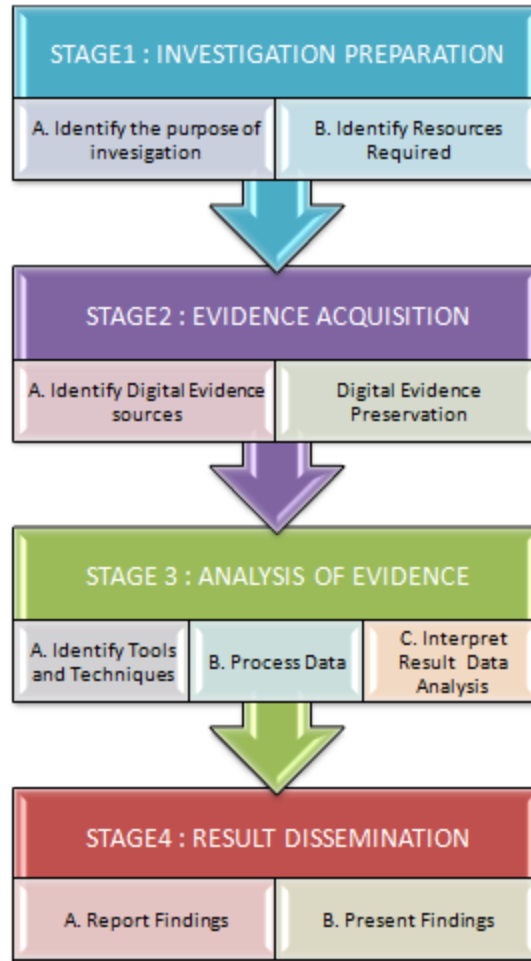 STAGE1 : INVESTIGATION PREPARATION
A. Identify the purpose of
invesigation
B. Identify Resources
Required
STAGE2 : EVIDENCE ACQUISITION
A. Identify Digital Evidence
sources
Digital Evidence
Preservation
STAGE 3 : ANALYSIS OF EVIDENCE
A. Identify Tools
and Techniques
B. Process Data
C. Interpret
Result Data
Analysis
STAGE4 : RESULT DISSEMINATION
A. Report Findings
B. Present Findings